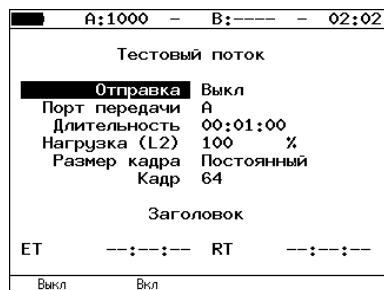 A:1000 – B:---- – 02:02
Тестовый поток
Отправка Выкл
Порт передачи A
Длительность 00:01:00
Нагрузка (L2) 100 %
Размер кадра Постоянный
Кадр 64
Заголовок
ET --:--:-- RT --:--:--
Выкл Вкл